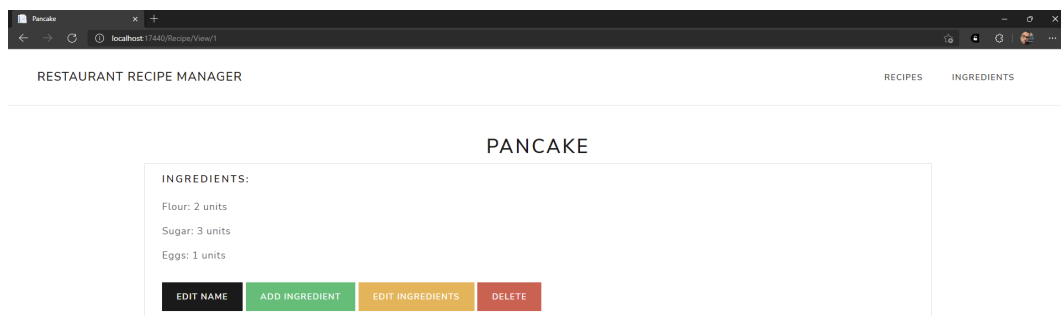 Pancake
localhost:17440/Recipe/View/1
RESTAURANT RECIPE MANAGER
RECIPES INGREDIENTS
PANCAKE
INGREDIENTS:
Flour: 2 units
Sugar: 3 units
Eggs: 1 units
EDIT NAME ADD INGREDIENT EDIT INGREDIENTS DELETE